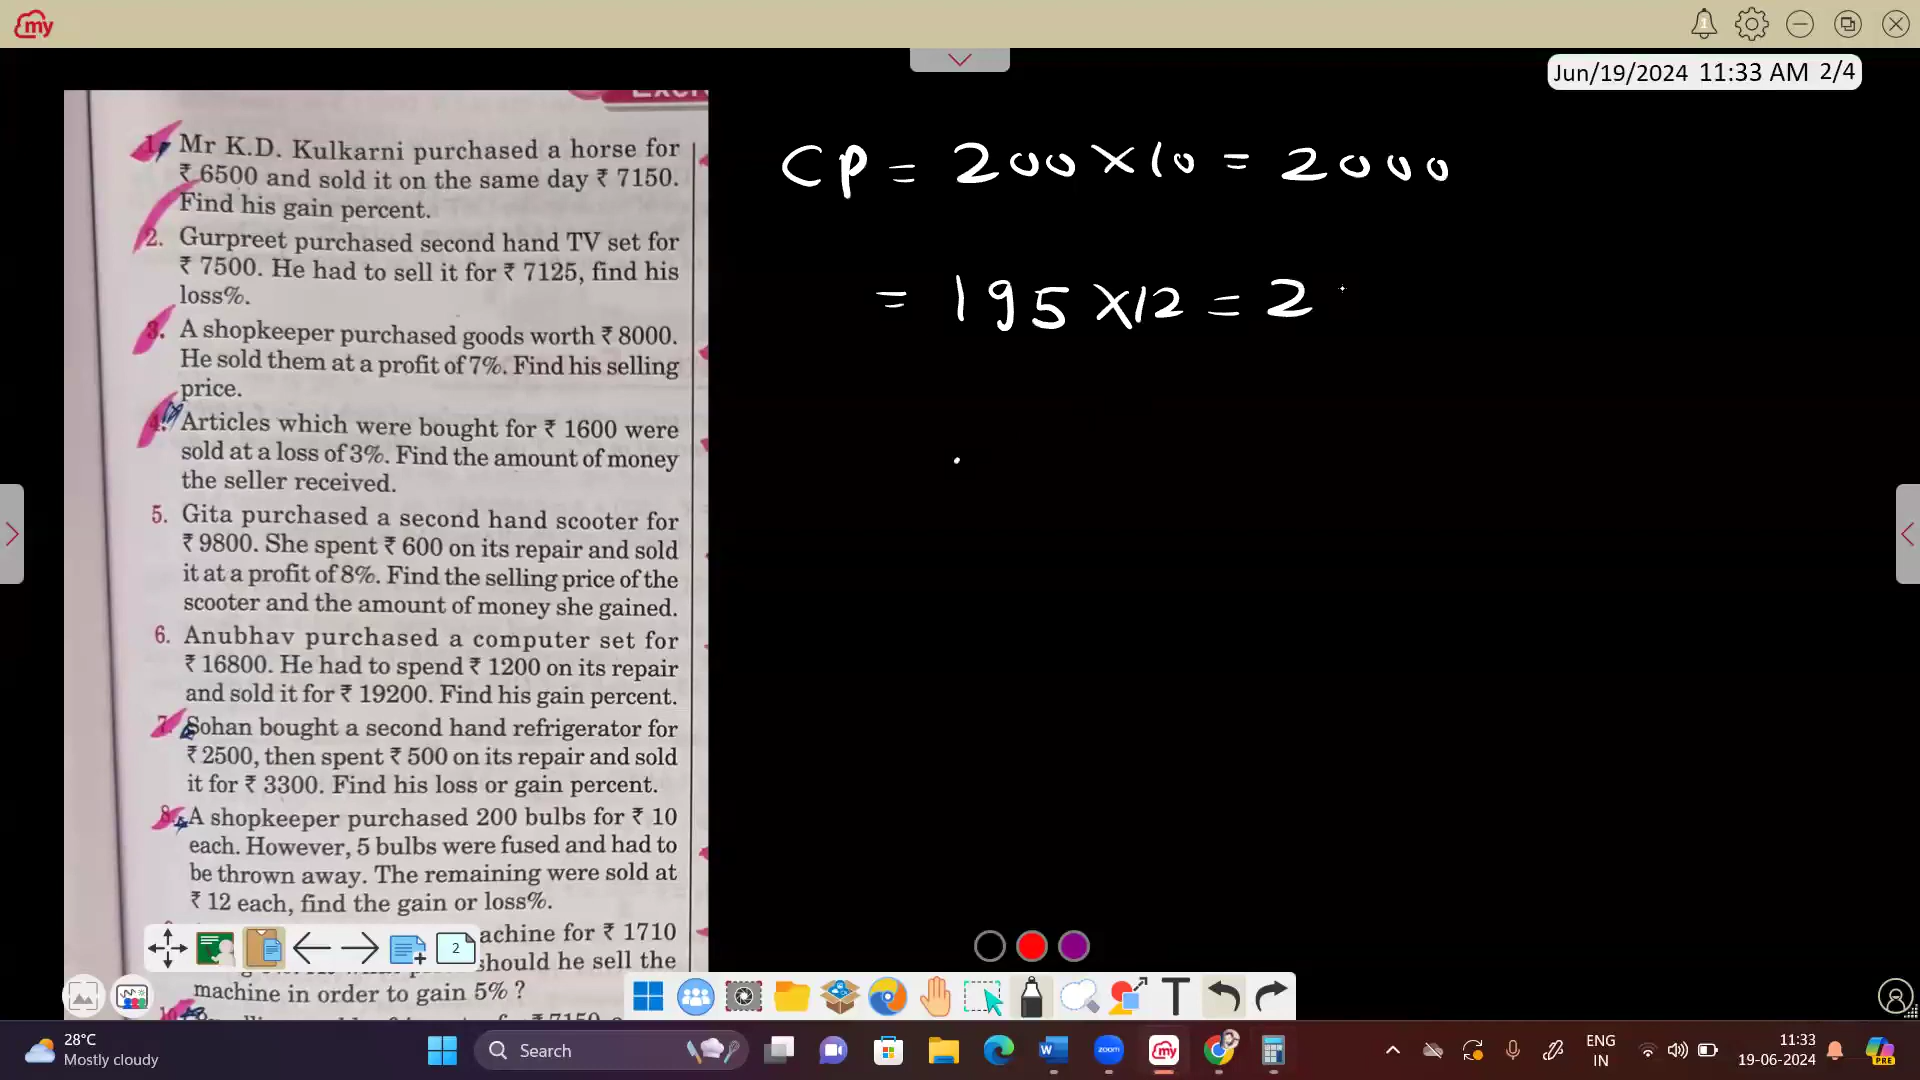 my
Jun/19/2024 11:33 AM 2/4
1. Mr K.D. Kulkarni purchased a horse for
₹ 6500 and sold it on the same day ₹ 7150.
Find his gain percent.
2. Gurpreet purchased second hand TV set for
₹ 7500. He had to sell it for ₹ 7125, find his
loss%.
3. A shopkeeper purchased goods worth ₹ 8000.
He sold them at a profit of 7%. Find his selling
price.
4. Articles which were bought for ₹ 1600 were
sold at a loss of 3%. Find the amount of money
the seller received.
5. Gita purchased a second hand scooter for
₹ 9800. She spent ₹ 600 on its repair and sold
it at a profit of 8%. Find the selling price of the
scooter and the amount of money she gained.
6. Anubhav purchased a computer set for
₹ 16800. He had to spend ₹ 1200 on its repair
and sold it for ₹ 19200. Find his gain percent.
7. Sohan bought a second hand refrigerator for
₹ 2500, then spent ₹ 500 on its repair and sold
it for ₹ 3300. Find his loss or gain percent.
8. A shopkeeper purchased 200 bulbs for ₹ 10
each. However, 5 bulbs were fused and had to
be thrown away. The remaining were sold at
₹ 12 each, find the gain or loss%.
achine for ₹ 1710
should he sell the
machine in order to gain 5% ?
CP = 200 × 10 = 2000
= 195 × 12 = 2
2
28°C
Mostly cloudy
Search
zoom
my
ENG
IN
11:33
19-06-2024
PRE